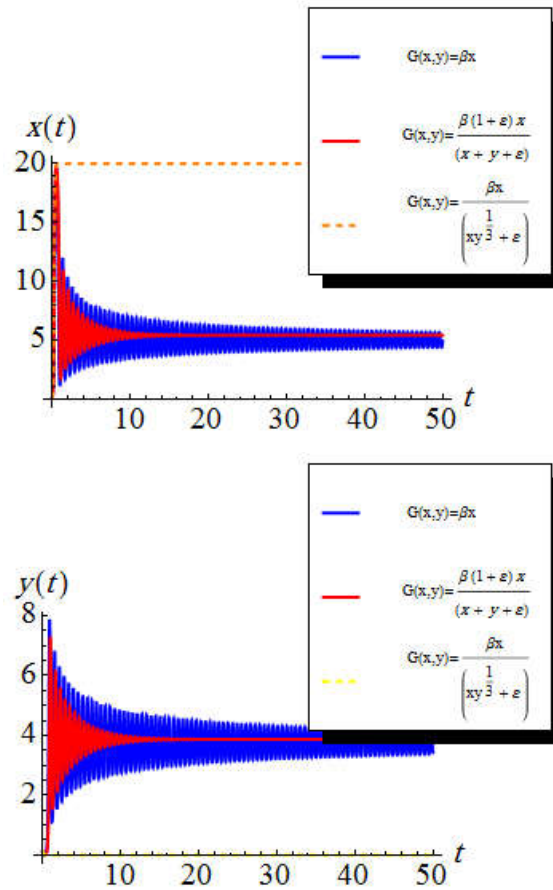 G(x,y)=βx
G(x,y)= β(1+ε)x / (x+y+ε)
G(x,y)= βx / (xy^(1/3)+ε)
x(t)
20
15
10
5
10 20 30 40 50 t
G(x,y)=βx
G(x,y)= β(1+ε)x / (x+y+ε)
G(x,y)= βx / (xy^(1/3)+ε)
y(t)
8
6
4
2
10 20 30 40 50 t